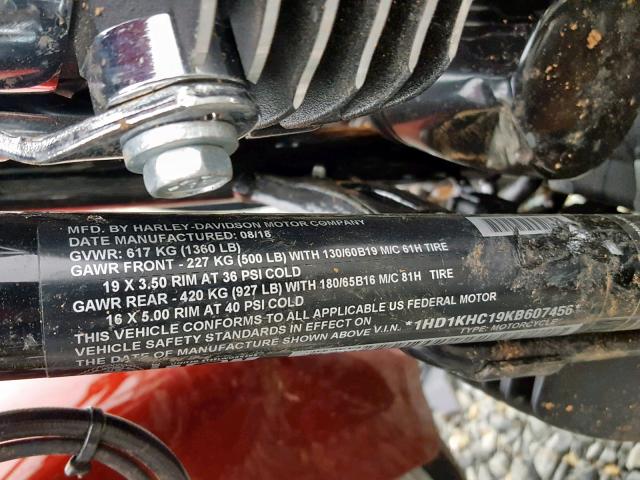 MFD. BY HARLEY-DAVIDSON MOTOR COMPANY
DATE MANUFACTURED: 08/18
GVWR: 617 KG (1360 LB)
GAWR FRONT - 227 KG (500 LB) WITH 130/60B19 M/C 61H TIRE
19 X 3.50 RIM AT 36 PSI COLD
GAWR REAR - 420 KG (927 LB) WITH 180/65B16 M/C 81H TIRE
16 X 5.00 RIM AT 40 PSI COLD
THIS VEHICLE CONFORMS TO ALL APPLICABLE US FEDERAL MOTOR
VEHICLE SAFETY STANDARDS IN EFFECT ON
THE DATE OF MANUFACTURE SHOWN ABOVE V.I.N. *1HD1KHC19KB607456*
TYPE: MOTORCYCLE